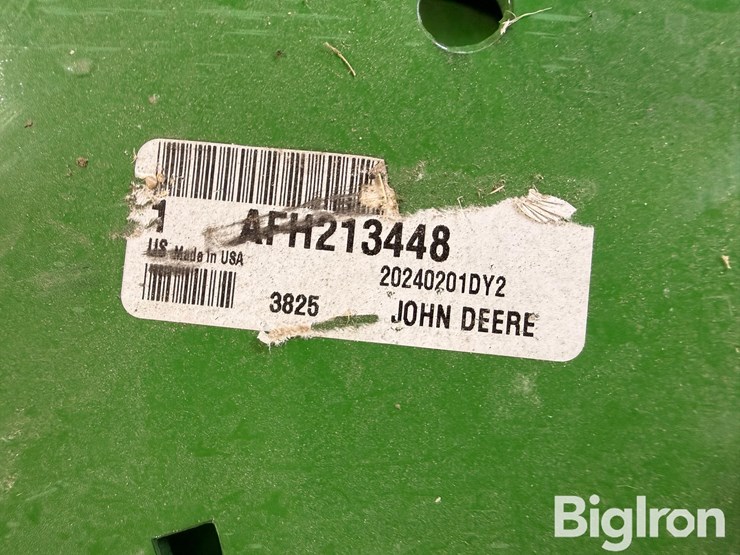 1 AFH213448
US Made in USA
20240201DY2
3825
JOHN DEERE
BigIron